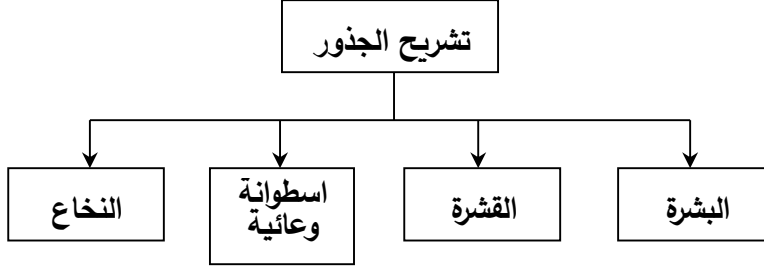 تشريح الجذور
البشرة
القشرة
اسطوانة
وعائية
النخاع